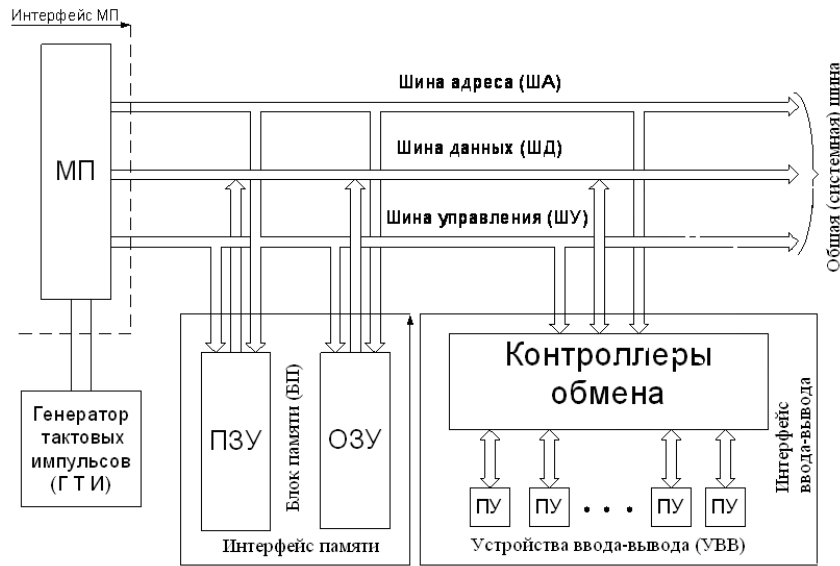 Интерфейс МП
Шина адреса (ША)
МП
Шина данных (ШД)
Шина управления (ШУ)
Общая (системная) шина
Генератор
тактовых
импульсов
(Г Т И)
ПЗУ
Блок памяти (БП)
ОЗУ
Интерфейс памяти
Контроллеры
обмена
Интерфейс
ввода-вывода
ПУ
ПУ
• • •
ПУ
ПУ
Устройства ввода-вывода (УВВ)